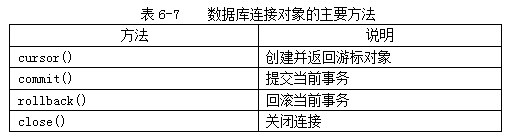 表 6-7 数据库连接对象的主要方法
方法 说明
cursor() 创建并返回游标对象
commit() 提交当前事务
rollback() 回滚当前事务
close() 关闭连接